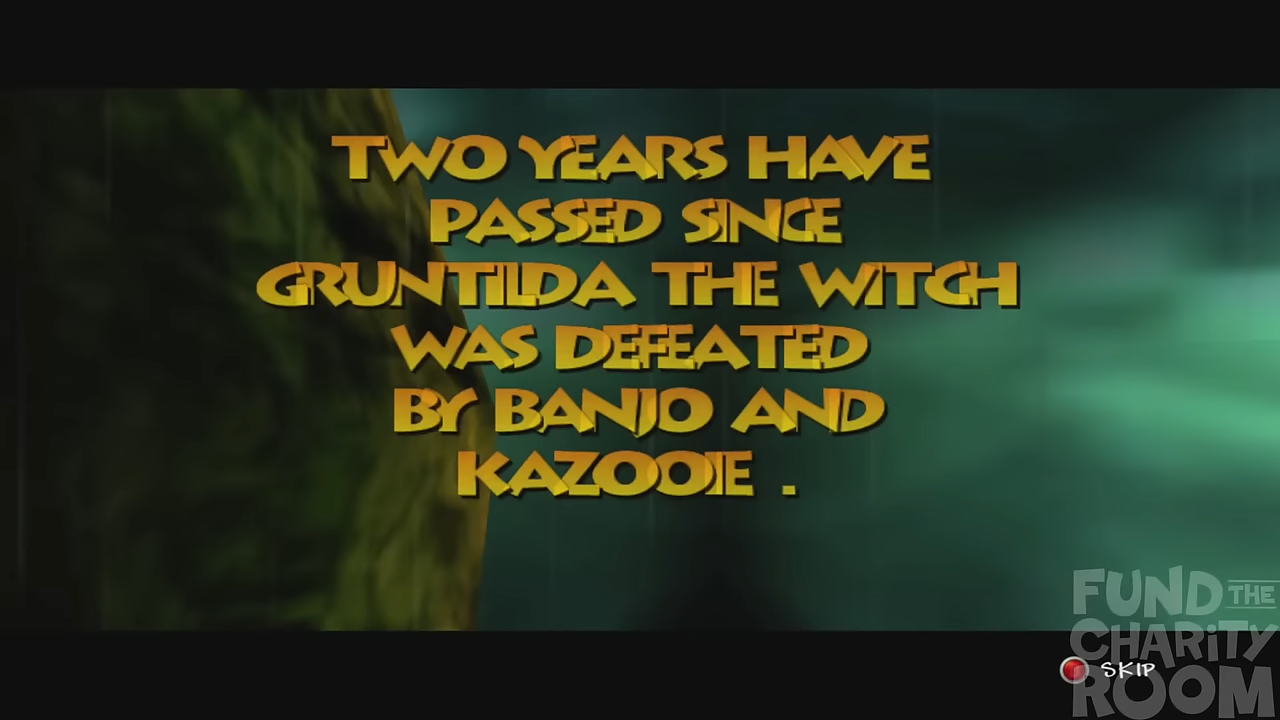 TWO YEARS HAVE
PASSED SINCE
GRUNTILDA THE WITCH
WAS DEFEATED
BY BANJO AND
KAZOOIE .
FUND THE
CHARiTY
ROOM
SKIP